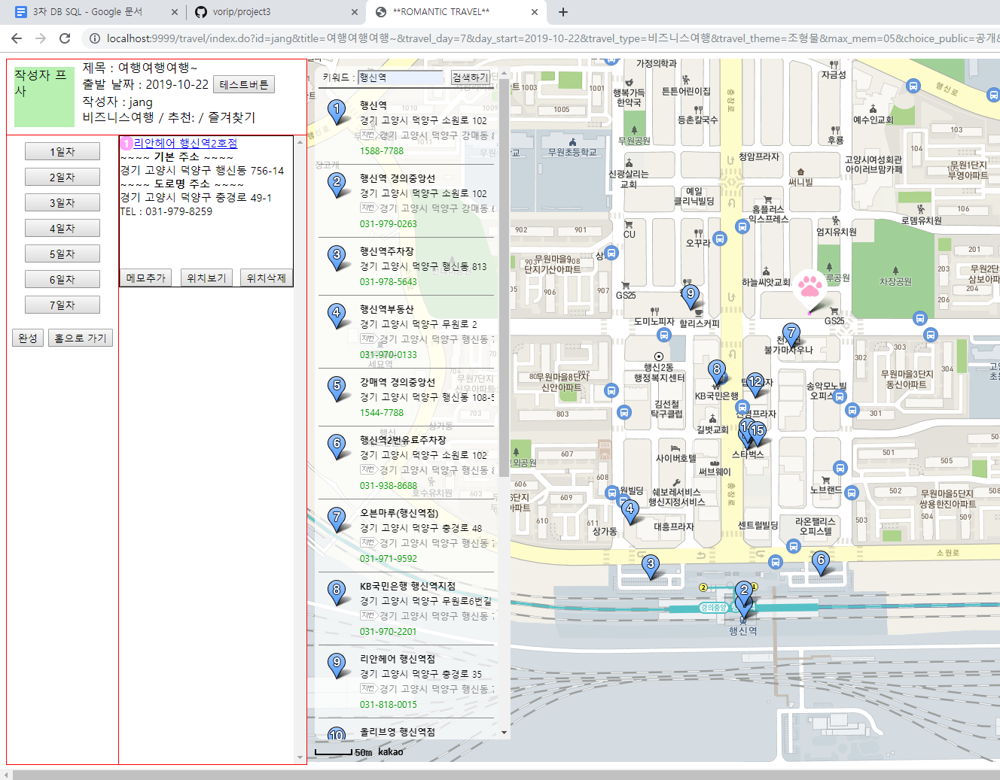 3차 DB SQL - Google 문서
vorip/project3
**ROMANTIC TRAVEL**
localhost:9999/travel/index.do?id=jang&title=여행여행여행~&travel_day=7&day_start=2019-10-22&travel_type=비즈니스여행&travel_theme=조형물&max_mem=05&choice_public=공개&
작성자 프
사
제목 : 여행여행여행~
출발 날짜 : 2019-10-22 테스트버튼
작성자 : jang
비즈니스여행 / 추천: / 즐겨찾기
1일차
2일차
3일차
4일차
5일차
6일차
7일차
완성 홈으로 가기
1 리안헤어 행신역2호점
~~~~ 기본 주소 ~~~~
경기 고양시 덕양구 행신동 756-14
~~~~ 도로명 주소 ~~~~
경기 고양시 덕양구 충경로 49-1
TEL : 031-979-8259
메모추가 위치보기 위치삭제
키워드 : 행신역 검색하기
1 행신역
경기 고양시 덕양구 소원로 102
지번 경기 고양시 덕양구 강매동
1588-7788
2 행신역 경의중앙선
경기 고양시 덕양구 소원로 102
지번 경기 고양시 덕양구 강매동
031-979-0263
3 행신역주차장
경기 고양시 덕양구 행신동 813
031-978-5643
4 행신역부동산
경기 고양시 덕양구 무원로 2
지번 경기 고양시 덕양구 행신동
031-970-0133
5 강매역 경의중앙선
경기 고양시 덕양구 행신동 108-5
1544-7788
6 행신역2번유료주차장
경기 고양시 덕양구 소원로 102
지번 경기 고양시 덕양구 행신동
031-938-8688
7 오븐마루(행신역점)
경기 고양시 덕양구 충경로 48
지번 경기 고양시 덕양구 행신동
031-971-9592
8 KB국민은행 행신역지점
경기 고양시 덕양구 무원로6번길
지번 경기 고양시 덕양구 행신동
031-970-2201
9 리안헤어 행신역점
경기 고양시 덕양구 충경로 35
지번 경기 고양시 덕양구 행신동
031-818-0015
10 올리브영 행신역점
50m kakao
가정의학과
자금성
행복가득
한약국
튼튼어린이집
충장로
행신로
1003
1005
등촌칼국수
예수인교회
무원공원
후룡
무원초등학교
청암프라자
신광살리는
교회
써니빌
고양여성회관
아이러브맘카페
무원1단지
부영아파트
예일
클리닉빌딩
홈플러스
익스프레스
106
로뎀유치원
엄지유치원
902
901
CU
오꾸라
무원마을9
단지기산아파트
903
201
202
203
204
206
207
무원마을2단
삼보아파트
하늘씨앗교회
차장공원
GS25
GS25
9
도미노피자
할리스커피
7
불가마사우나
행신2동
행정복지센터
8
KB국민은행
12
송악모노빌
오피스
무원마을8단지
신안아파트
803
무원마을3단지
동신아파트
301
김선철
탁구클럽
길벗교회
15
스타벅스
사이버호텔
써브웨이
607
608
606
609
610
611
501
502
503
504
505
509
504
쉐보레서비스
행신지정서비스
노브랜드
무원마을5단지
쌍용한진아파트
충장로
4
상가동
대흥프라자
센트럴빌딩
라온팰리스
오피스텔
소원로
3
6
2
1
2
경의중앙
행신역